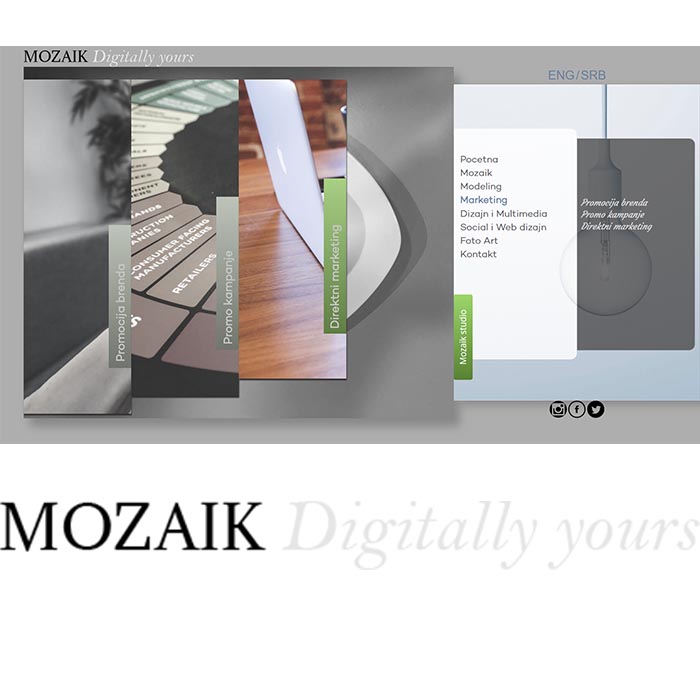 MOZAIK Digitally yours
ENG/SRB
HANDS
CONSUMER FACING
MANUFACTURERS
RETAILERS
Promocija brenda
Promo kampanje
Direktni marketing
Pocetna
Mozaik
Modeling
Marketing
Dizajn i Multimedia
Social i Web dizajn
Foto Art
Kontakt
Promocija brenda
Promo kampanje
Direktni marketing
Mozaik studio
MOZAIK Digitally yours